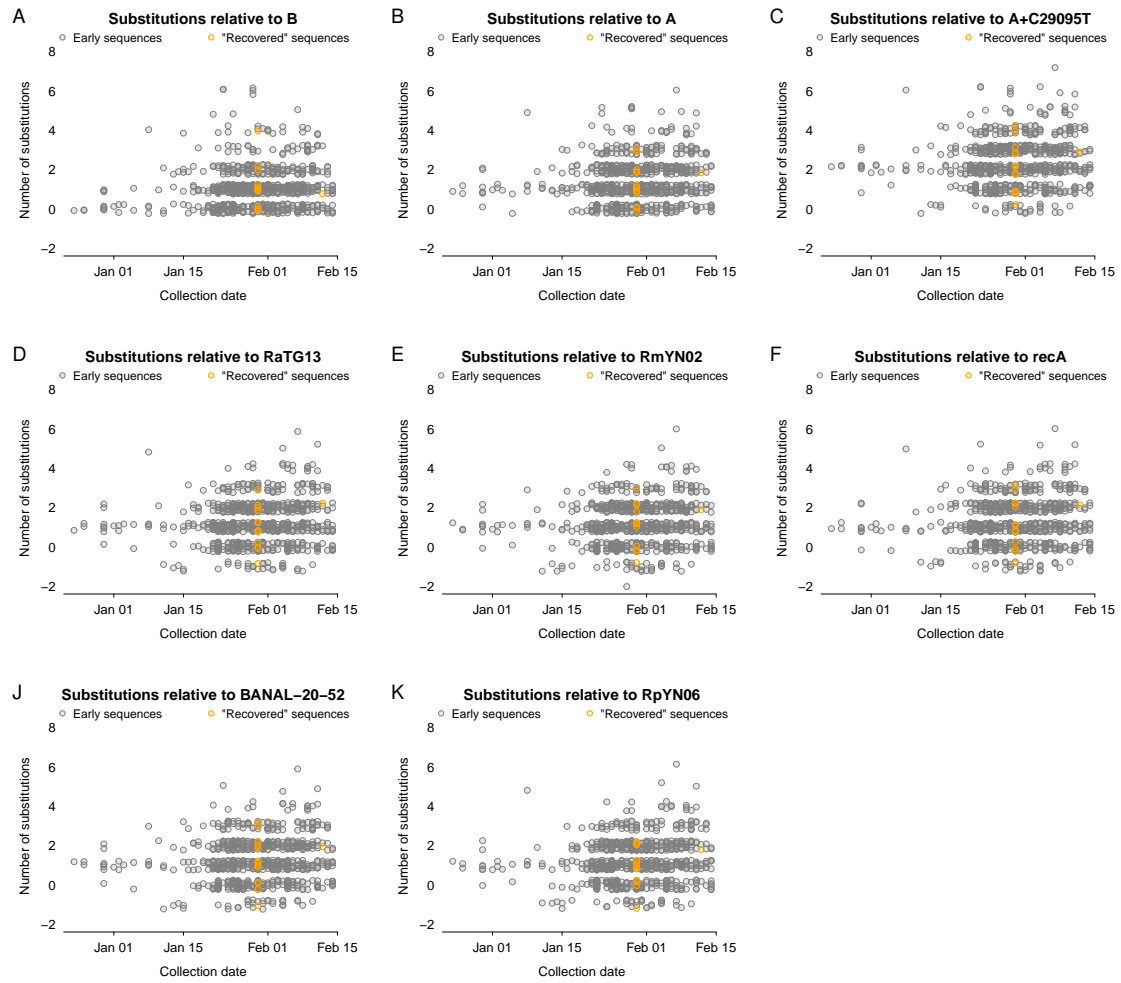 A
Substitutions relative to B
Early sequences
"Recovered" sequences
Number of substitutions
8
6
4
2
0
−2
Jan 01
Jan 15
Feb 01
Feb 15
Collection date
B
Substitutions relative to A
Early sequences
"Recovered" sequences
Number of substitutions
8
6
4
2
0
−2
Jan 01
Jan 15
Feb 01
Feb 15
Collection date
C
Substitutions relative to A+C29095T
Early sequences
"Recovered" sequences
Number of substitutions
8
6
4
2
0
−2
Jan 01
Jan 15
Feb 01
Feb 15
Collection date
D
Substitutions relative to RaTG13
Early sequences
"Recovered" sequences
Number of substitutions
8
6
4
2
0
−2
Jan 01
Jan 15
Feb 01
Feb 15
Collection date
E
Substitutions relative to RmYN02
Early sequences
"Recovered" sequences
Number of substitutions
8
6
4
2
0
−2
Jan 01
Jan 15
Feb 01
Feb 15
Collection date
F
Substitutions relative to recA
Early sequences
"Recovered" sequences
Number of substitutions
8
6
4
2
0
−2
Jan 01
Jan 15
Feb 01
Feb 15
Collection date
J
Substitutions relative to BANAL−20−52
Early sequences
"Recovered" sequences
Number of substitutions
8
6
4
2
0
−2
Jan 01
Jan 15
Feb 01
Feb 15
Collection date
K
Substitutions relative to RpYN06
Early sequences
"Recovered" sequences
Number of substitutions
8
6
4
2
0
−2
Jan 01
Jan 15
Feb 01
Feb 15
Collection date